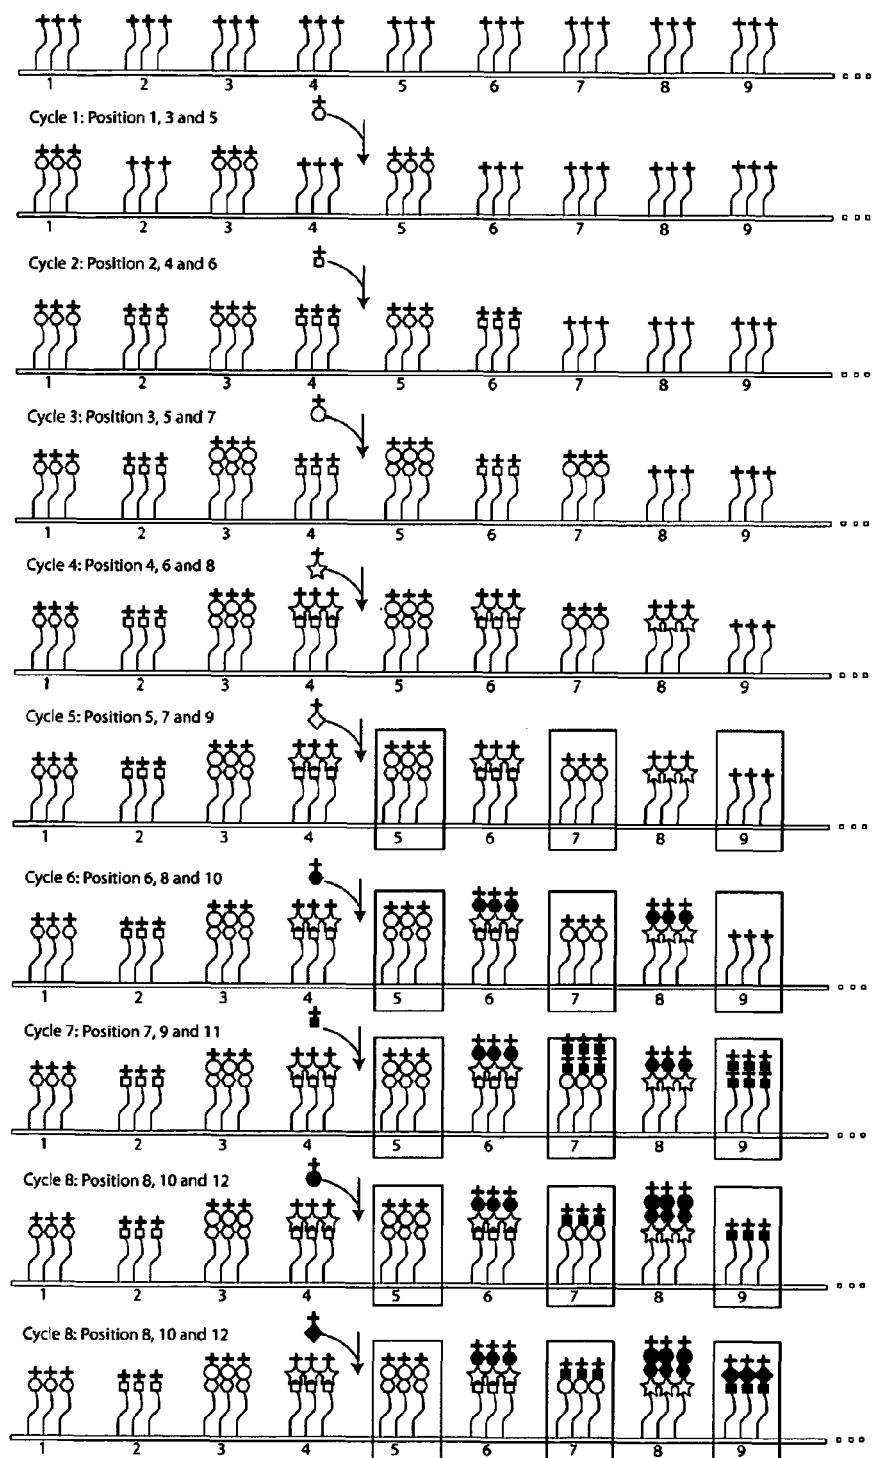 1 2 3 4 5 6 7 8 9
Cycle 1: Position 1, 3 and 5
1 2 3 4 5 6 7 8 9
Cycle 2: Position 2, 4 and 6
1 2 3 4 5 6 7 8 9
Cycle 3: Position 3, 5 and 7
1 2 3 4 5 6 7 8 9
Cycle 4: Position 4, 6 and 8
1 2 3 4 5 6 7 8 9
Cycle 5: Position 5, 7 and 9
1 2 3 4 5 6 7 8 9
Cycle 6: Position 6, 8 and 10
1 2 3 4 5 6 7 8 9
Cycle 7: Position 7, 9 and 11
1 2 3 4 5 6 7 8 9
Cycle 8: Position 8, 10 and 12
1 2 3 4 5 6 7 8 9
Cycle 8: Position 8, 10 and 12
1 2 3 4 5 6 7 8 9